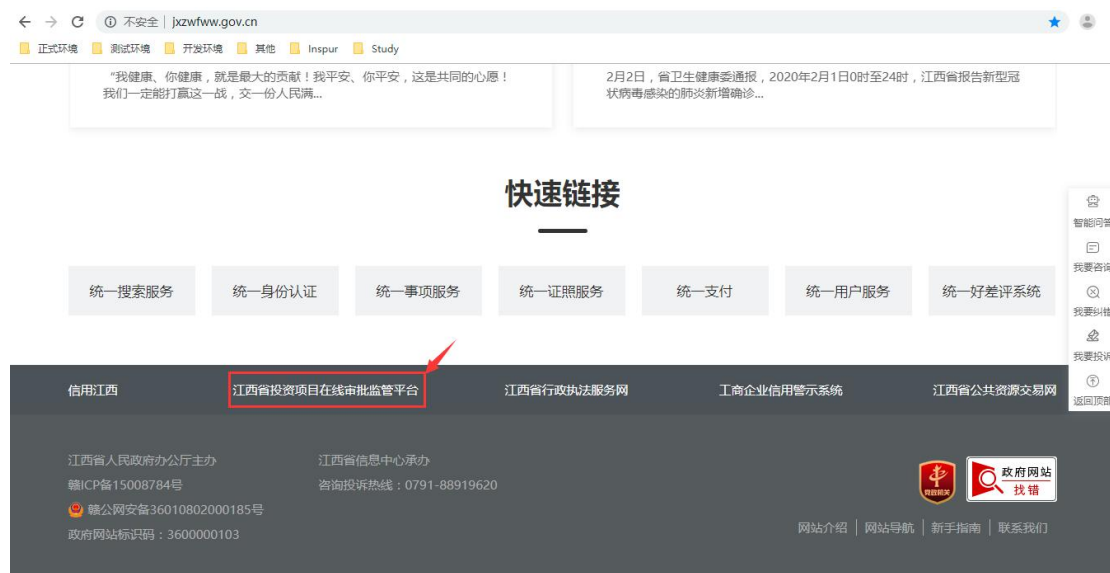 不安全 | jxzwfww.gov.cn
正式环境 测试环境 开发环境 其他 Inspur Study
“我健康、你健康，就是最大的贡献！我平安、你平安，这是共同的心愿！
我们一定能打赢这一战，交一份人民满...
2月2日，省卫生健康委通报，2020年2月1日0时至24时，江西省报告新型冠
状病毒感染的肺炎新增确诊...
快速链接
统一搜索服务 统一身份认证 统一事项服务 统一证照服务 统一支付 统一用户服务 统一好差评系统
智能问答
我要咨询
我要纠错
我要投诉
返回顶部
信用江西 江西省投资项目在线审批监管平台 江西省行政执法服务网 工商企业信用警示系统 江西省公共资源交易网
江西省人民政府办公厅主办 江西省信息中心承办
赣ICP备15008784号 咨询投诉热线：0791-88919620
赣公网安备36010802000185号
政府网站标识码：3600000103
党政机关
政府网站
找错
网站介绍 | 网站导航 | 新手指南 | 联系我们